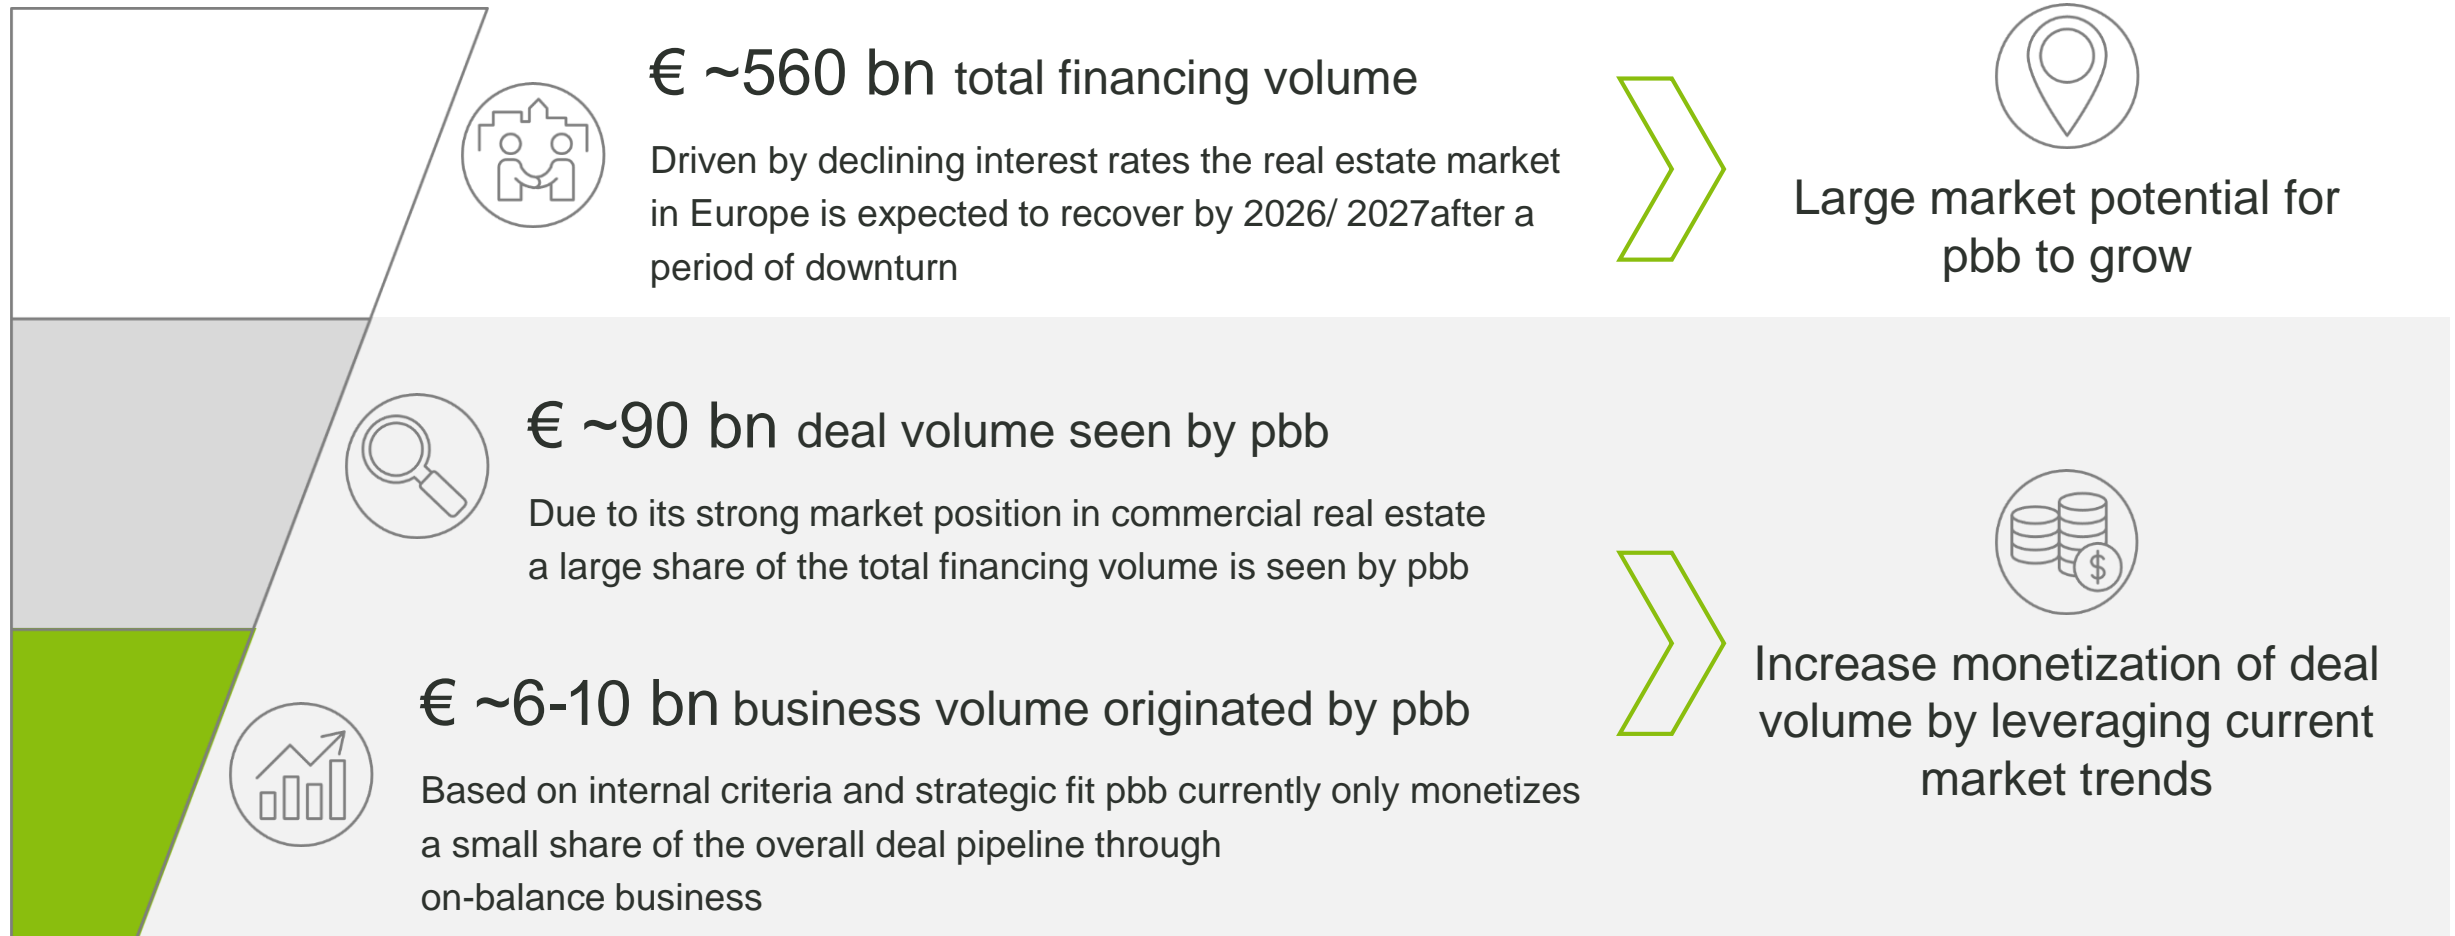 € ~560 bn total financing volume
Driven by declining interest rates the real estate market
in Europe is expected to recover by 2026/ 2027after a
period of downturn
Large market potential for
pbb to grow
€ ~90 bn deal volume seen by pbb
Due to its strong market position in commercial real estate
a large share of the total financing volume is seen by pbb
€ ~6-10 bn business volume originated by pbb
Based on internal criteria and strategic fit pbb currently only monetizes
a small share of the overall deal pipeline through
on-balance business
$
Increase monetization of deal
volume by leveraging current
market trends